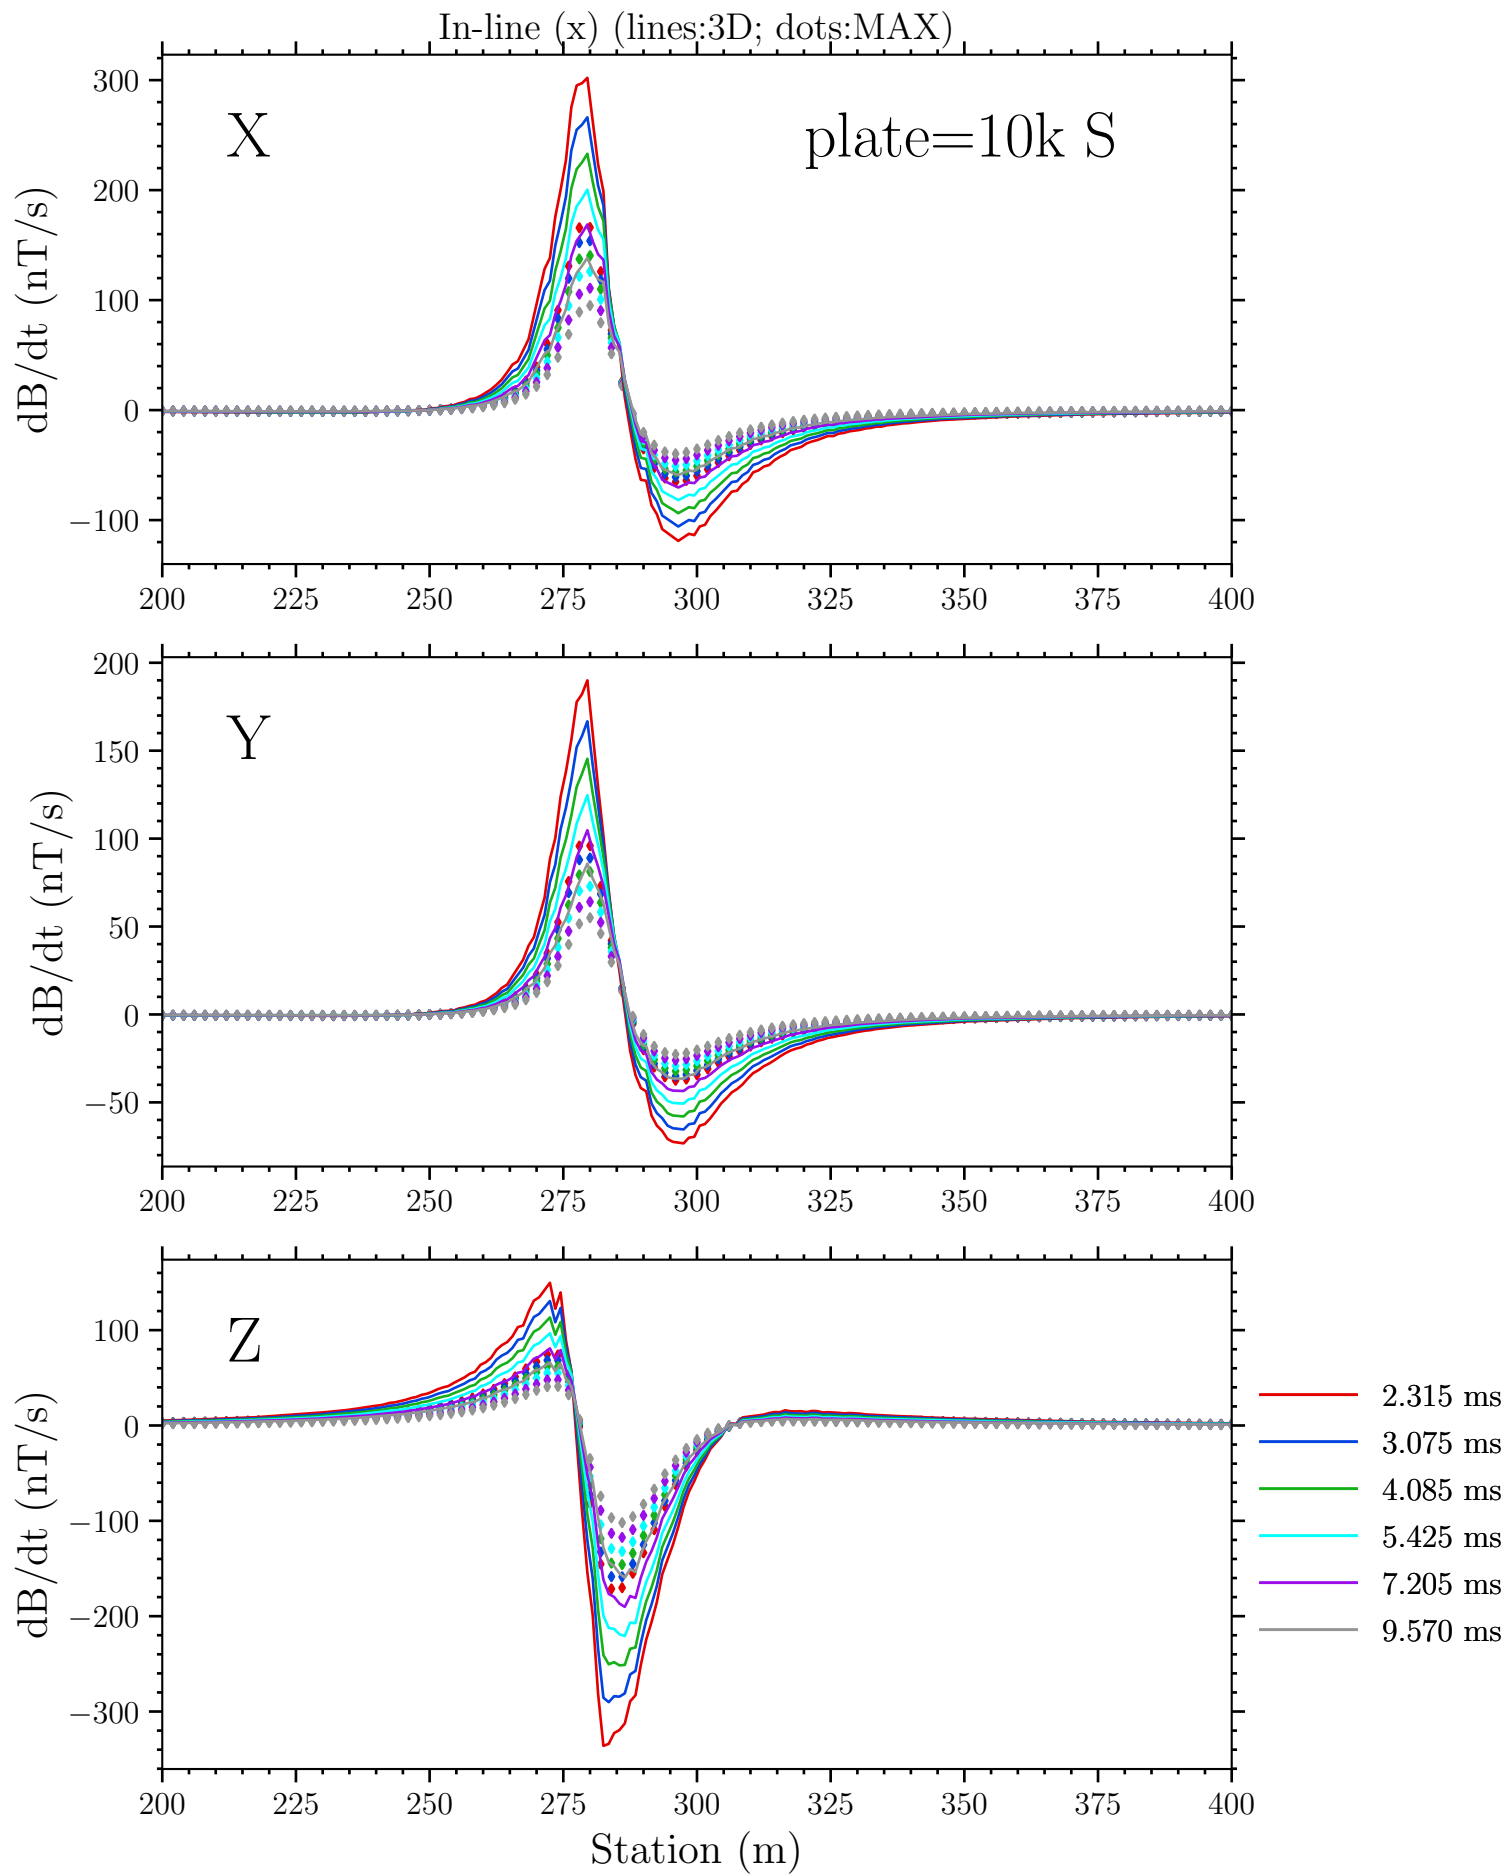 In-line (x) (lines:3D; dots:MAX)
X
plate=10k S
dB/dt (nT/s)
300
200
100
0
−100
200 225 250 275 300 325 350 375 400
Y
dB/dt (nT/s)
200
150
100
50
0
−50
200 225 250 275 300 325 350 375 400
Z
dB/dt (nT/s)
100
0
−100
−200
−300
200 225 250 275 300 325 350 375 400
Station (m)
2.315 ms
3.075 ms
4.085 ms
5.425 ms
7.205 ms
9.570 ms